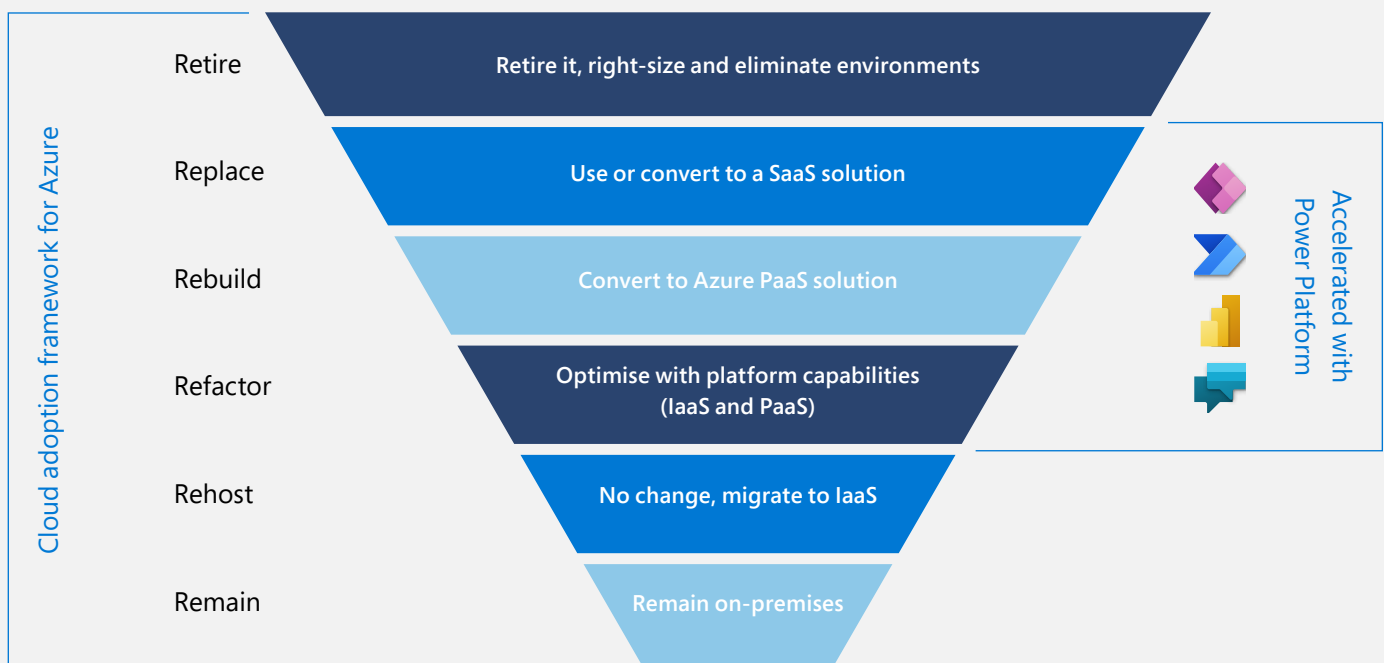 Cloud adoption framework for Azure
Retire
Retire it, right-size and eliminate environments
Replace
Use or convert to a SaaS solution
Rebuild
Convert to Azure PaaS solution
Refactor
Optimise with platform capabilities
(IaaS and PaaS)
Rehost
No change, migrate to IaaS
Remain
Remain on-premises
Accelerated with
Power Platform